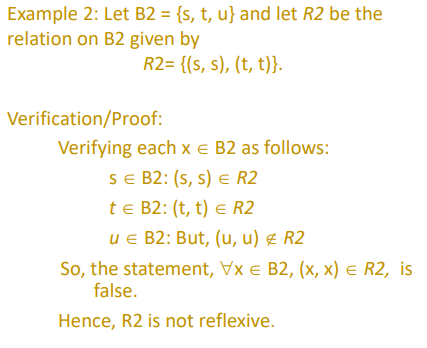 Example 2: Let B2 = {s, t, u} and let R2 be the
relation on B2 given by
R2= {(s, s), (t, t)}.
Verification/Proof:
Verifying each x ∈ B2 as follows:
s ∈ B2: (s, s) ∈ R2
t ∈ B2: (t, t) ∈ R2
u ∈ B2: But, (u, u) ∉ R2
So, the statement, ∀x ∈ B2, (x, x) ∈ R2, is
false.
Hence, R2 is not reflexive.